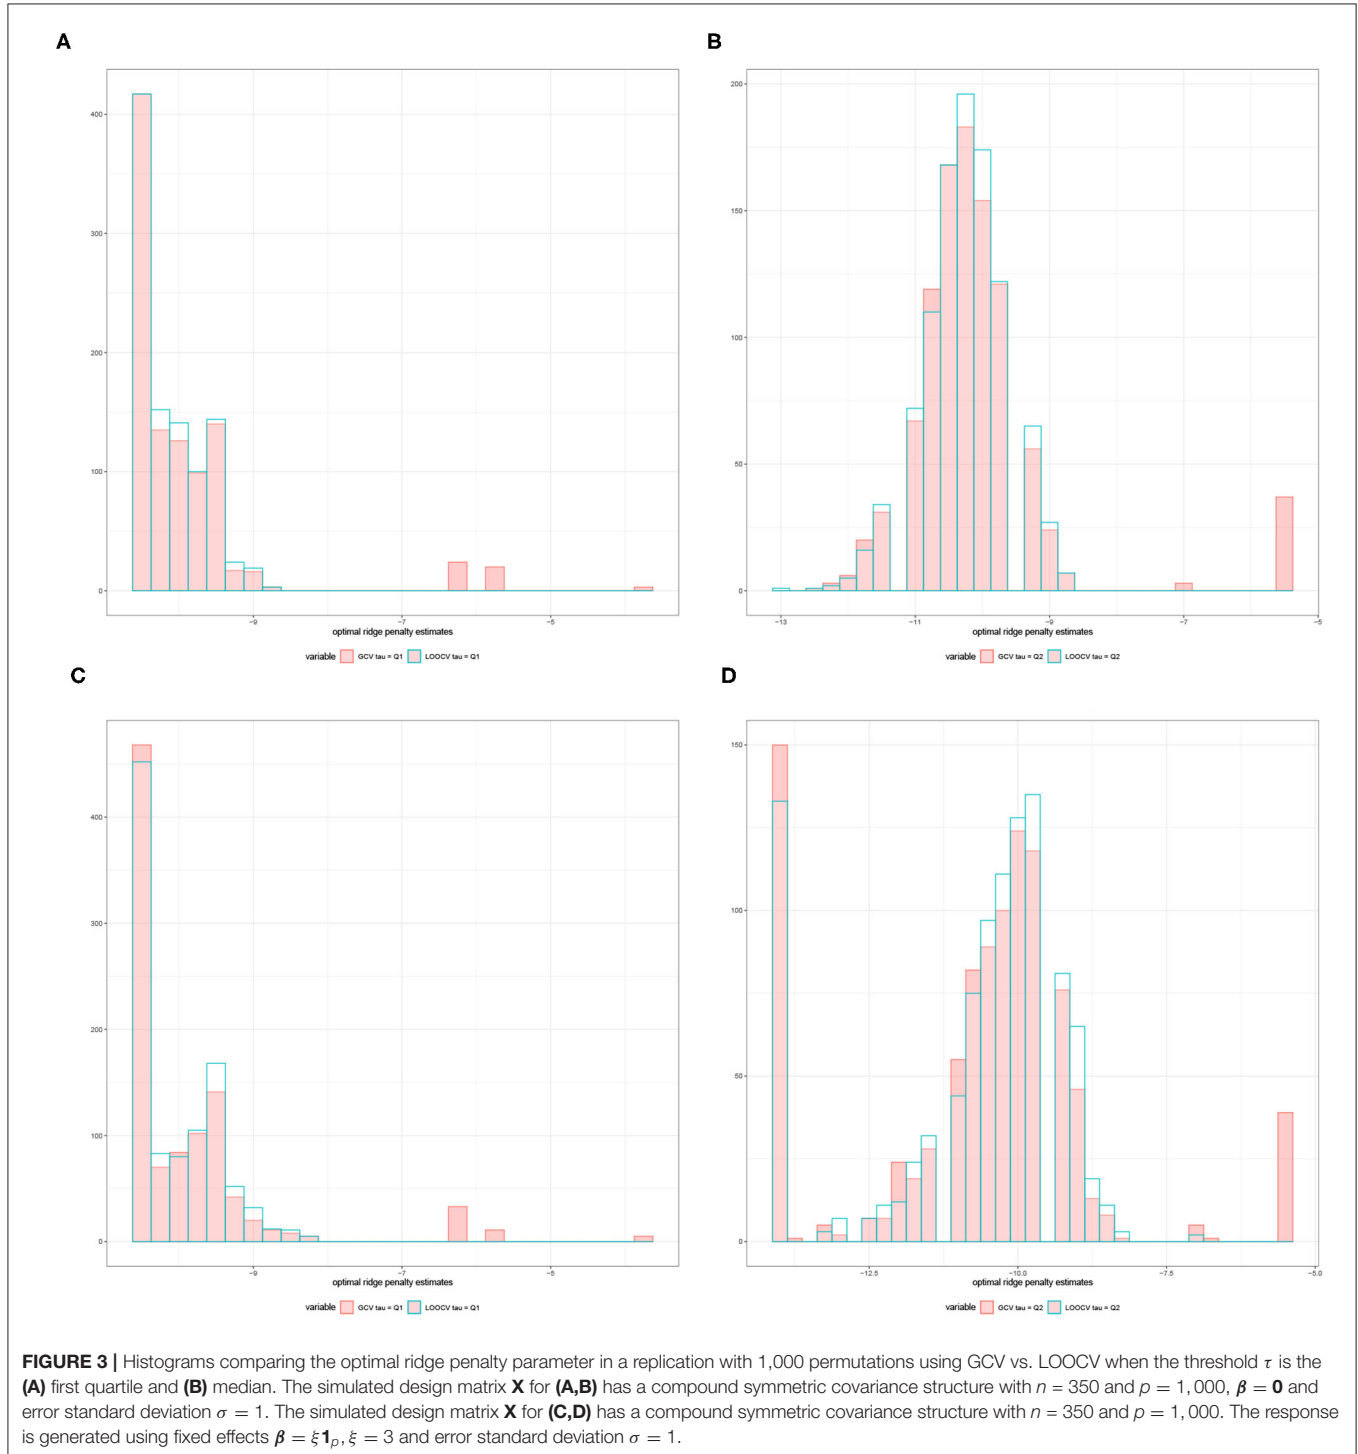 A
400
300
200
100
0
−9
−7
−5
optimal ridge penalty estimates
variable GCV tau = Q1 LOOCV tau = Q1
B
200
150
100
50
0
−13
−11
−9
−7
−5
optimal ridge penalty estimates
variable GCV tau = Q2 LOOCV tau = Q2
C
400
300
200
100
0
−9
−7
−5
optimal ridge penalty estimates
variable GCV tau = Q1 LOOCV tau = Q1
D
150
100
50
0
−12.5
−10.0
−7.5
−5.0
optimal ridge penalty estimates
variable GCV tau = Q2 LOOCV tau = Q2
FIGURE 3 | Histograms comparing the optimal ridge penalty parameter in a replication with 1,000 permutations using GCV vs. LOOCV when the threshold τ is the
(A) first quartile and (B) median. The simulated design matrix X for (A,B) has a compound symmetric covariance structure with n = 350 and p = 1, 000, β = 0 and
error standard deviation σ = 1. The simulated design matrix X for (C,D) has a compound symmetric covariance structure with n = 350 and p = 1, 000. The response
is generated using fixed effects β = ξ1ₚ, ξ = 3 and error standard deviation σ = 1.